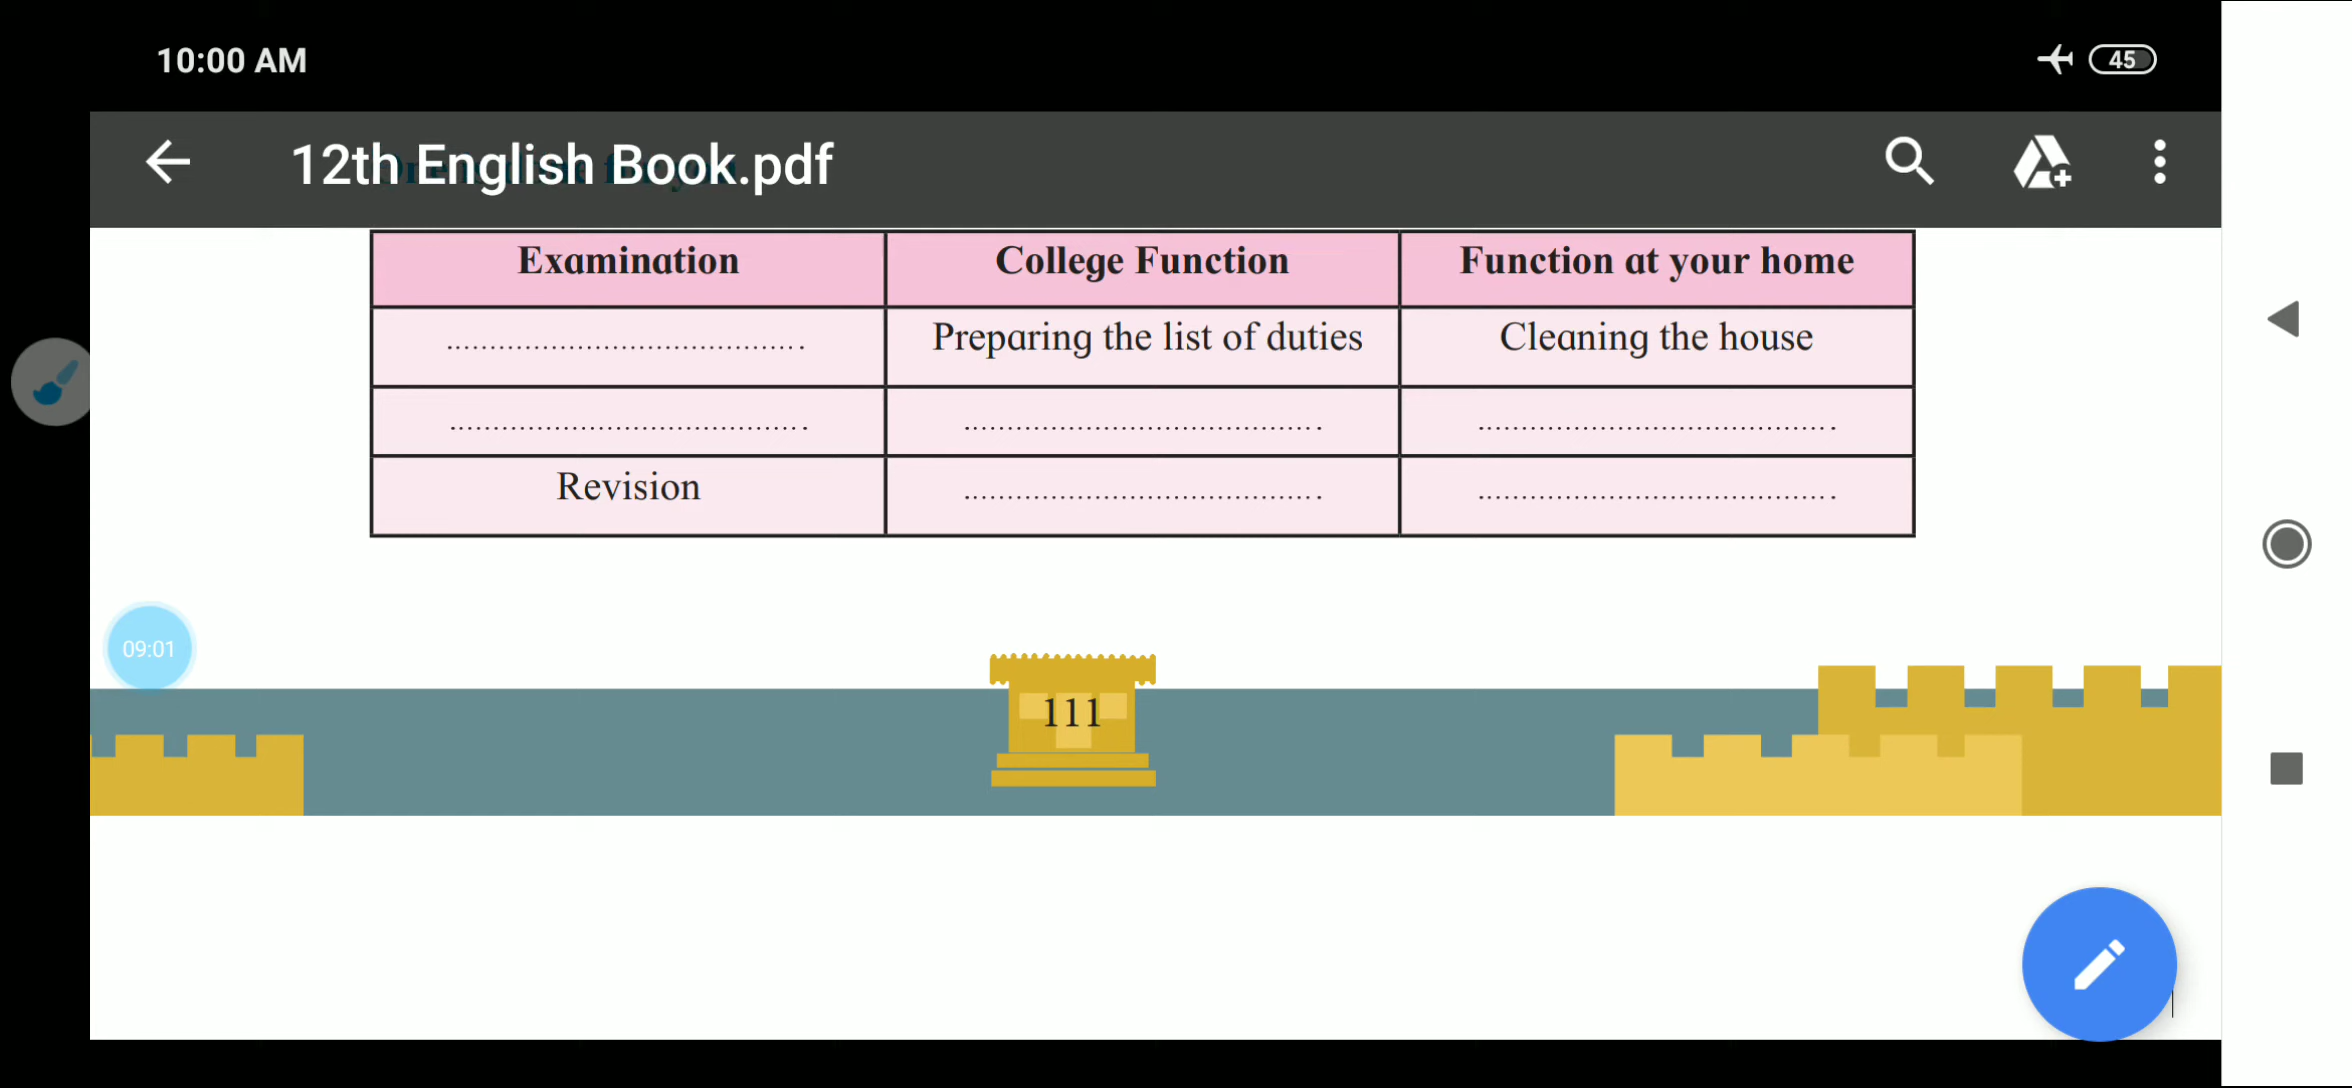 10:00 AM
45
12th English Book.pdf
Examination College Function Function at your home
.......................................... Preparing the list of duties Cleaning the house
.......................................... .......................................... ..........................................
Revision .......................................... ..........................................
09:01
111